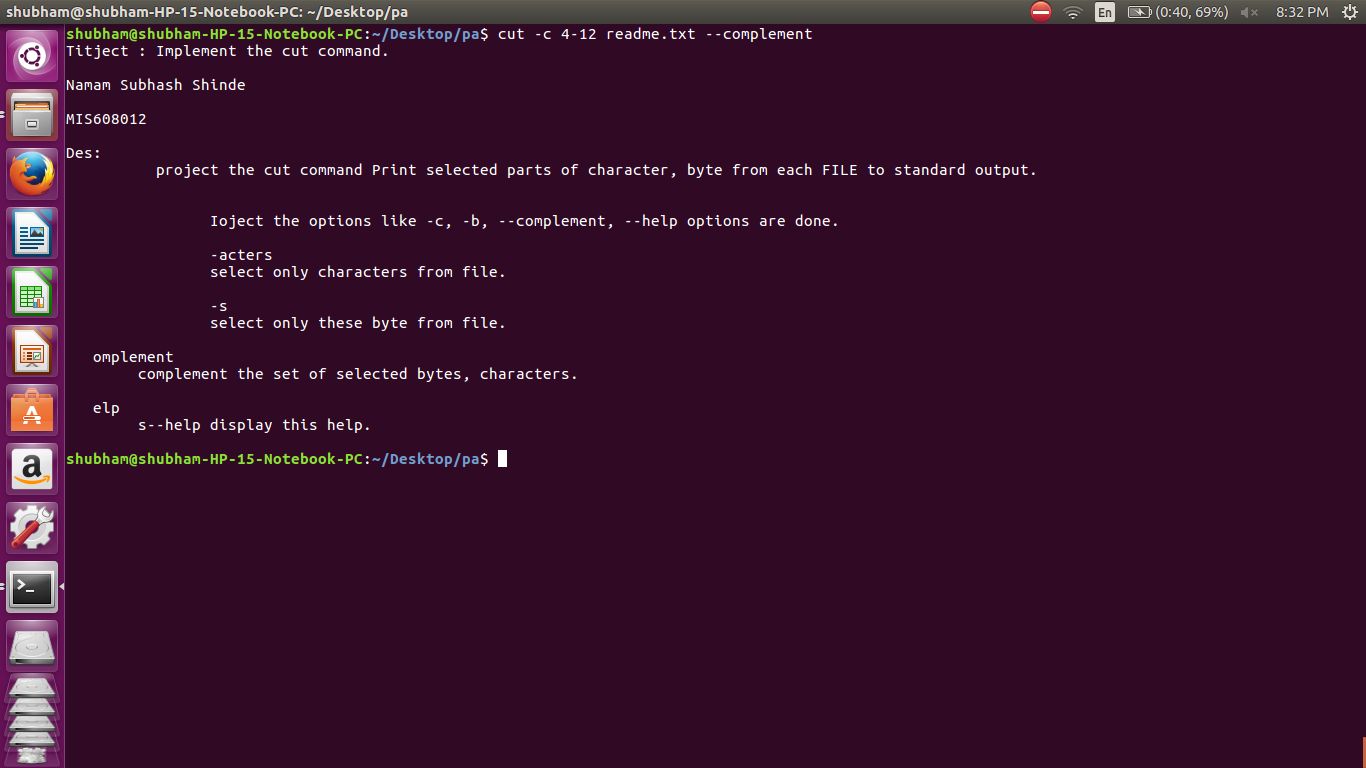 shubham@shubham-HP-15-Notebook-PC: ~/Desktop/pa
En
(0:40, 69%)
8:32 PM
shubham@shubham-HP-15-Notebook-PC:~/Desktop/pa$ cut -c 4-12 readme.txt --complement
Titject : Implement the cut command.
Namam Subhash Shinde
MIS608012
Des:
project the cut command Print selected parts of character, byte from each FILE to standard output.
Ioject the options like -c, -b, --complement, --help options are done.
-acters
select only characters from file.
-s
select only these byte from file.
omplement
complement the set of selected bytes, characters.
elp
s--help display this help.
shubham@shubham-HP-15-Notebook-PC:~/Desktop/pa$